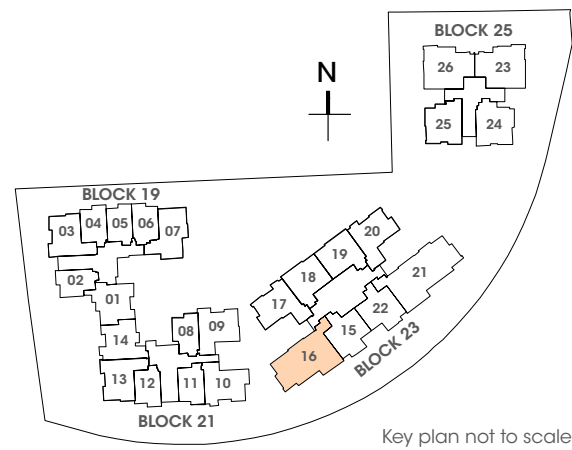 BLOCK 25
26 23
25 24
N
BLOCK 19
03 04 05 06 07
02
01
14
08 09
13 12 11 10
BLOCK 21
20
19
18
17
21
22
15
16
BLOCK 23
Key plan not to scale